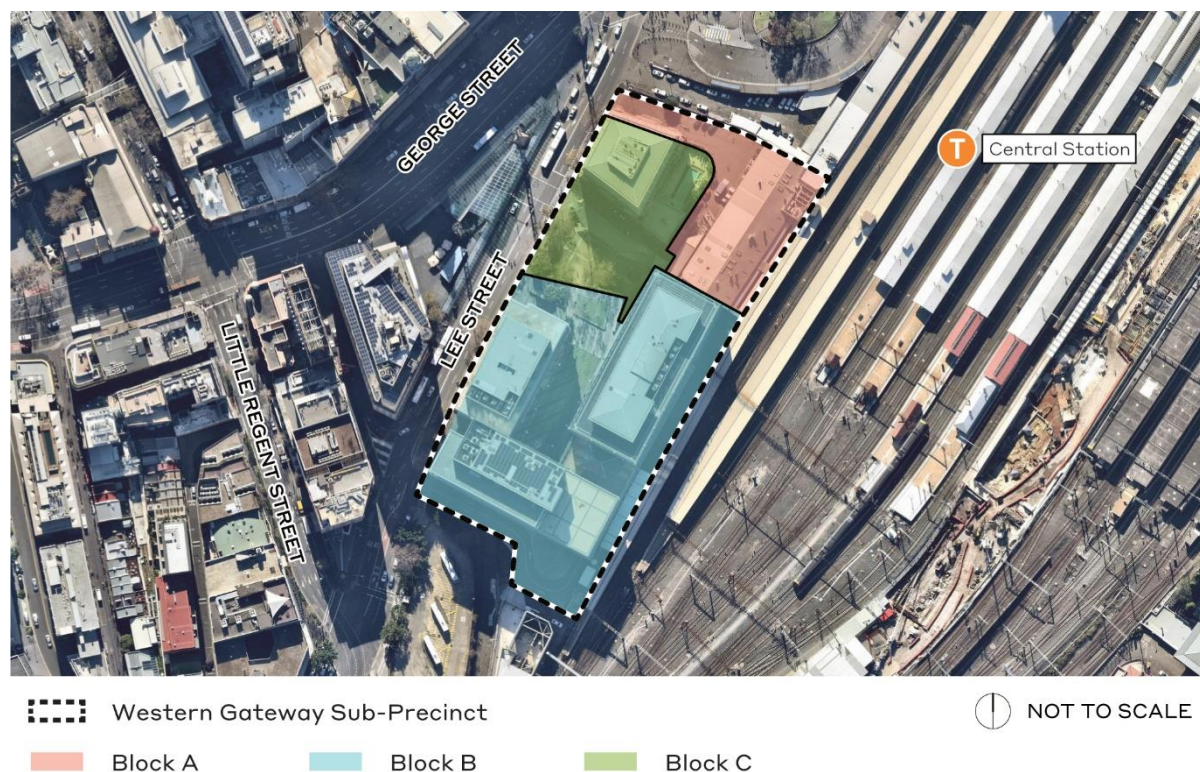 GEORGE STREET
T Central Station
LEE STREET
LITTLE REGENT STREET
Western Gateway Sub-Precinct
NOT TO SCALE
Block A
Block B
Block C